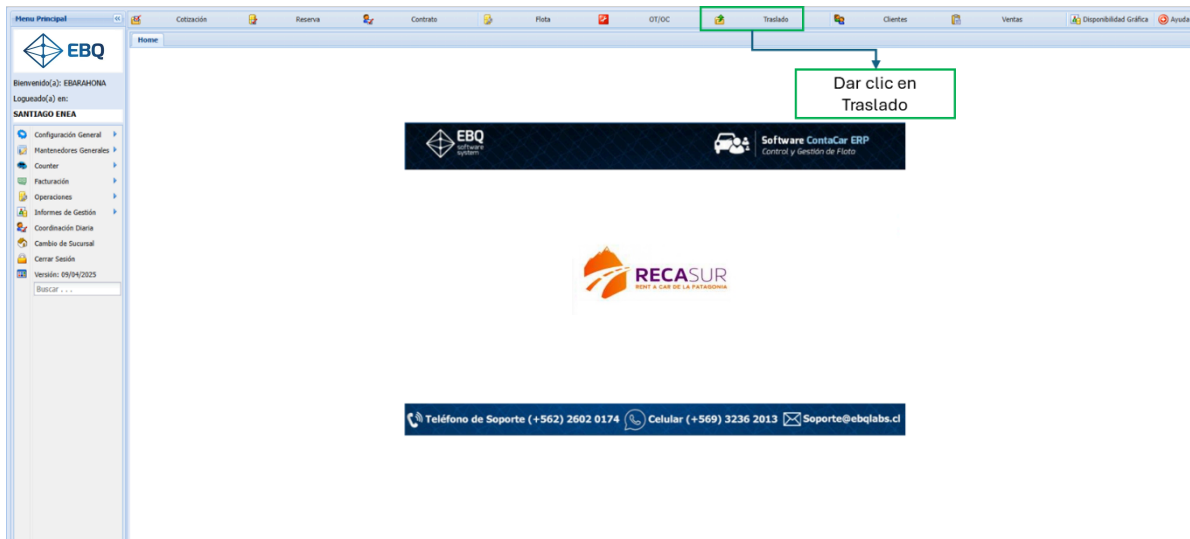 Menu Principal
Cotización
Reserva
Contrato
Flota
OT/OC
Traslado
Clientes
Ventas
Disponibilidad Gráfica
Ayuda
Home
EBQ
Bienvenido(a): EBARAHONA
Logueado(a) en:
SANTIAGO ENEA
Configuración General
Mantenedores Generales
Counter
Facturación
Operaciones
Informes de Gestión
Coordinación Diaria
Cambio de Sucursal
Cerrar Sesión
Versión: 09/04/2025
Buscar . . .
Dar clic en
Traslado
EBQ
software
system
Software ContaCar ERP
Control y Gestión de Flota
RECASUR
RENT A CAR DE LA PATAGONIA
Teléfono de Soporte (+562) 2602 0174 Celular (+569) 3236 2013 Soporte@ebqlabs.cl